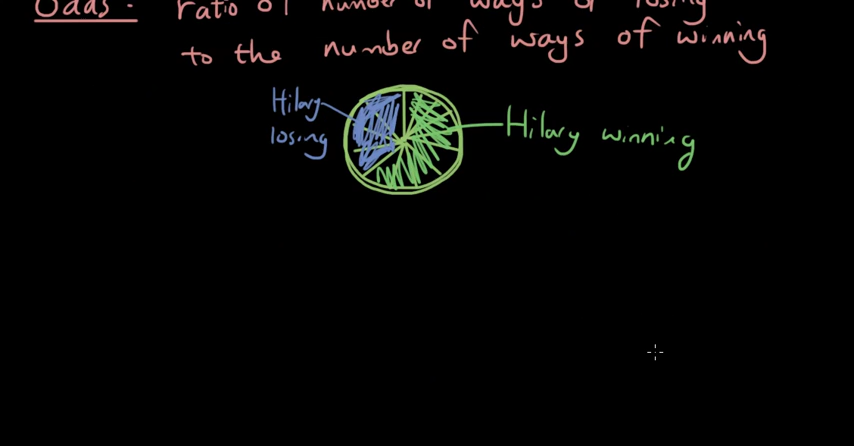 Odds: ratio of number of ways of losing
to the number of ways of winning
Hilary
losing
Hilary winning